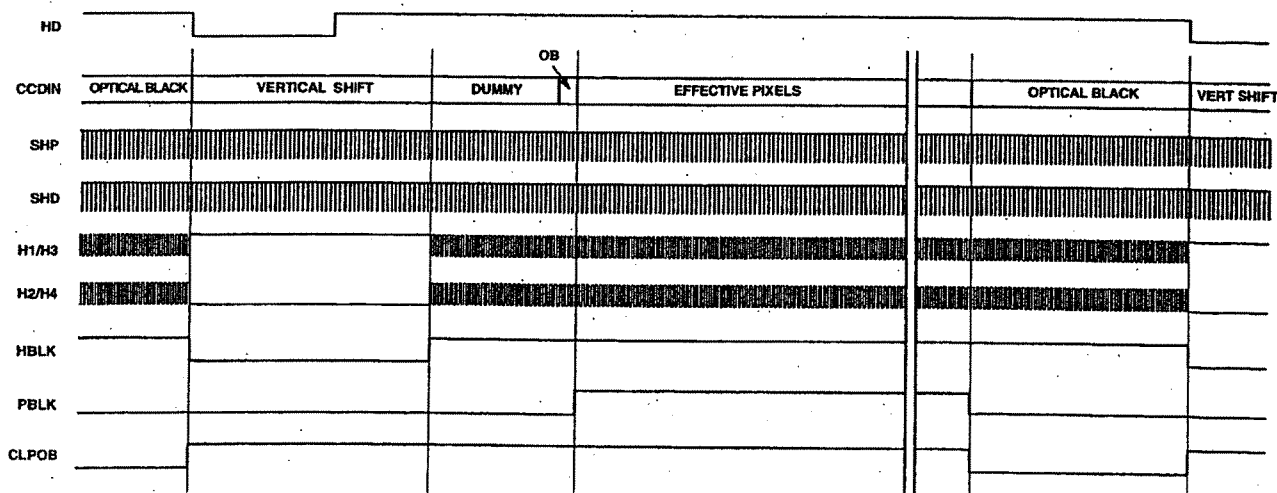 HD
OB
CCDIN OPTICAL BLACK VERTICAL SHIFT DUMMY EFFECTIVE PIXELS OPTICAL BLACK VERT SHIFT
SHP
SHD
H1/H3
H2/H4
HBLK
PBLK
CLPOB